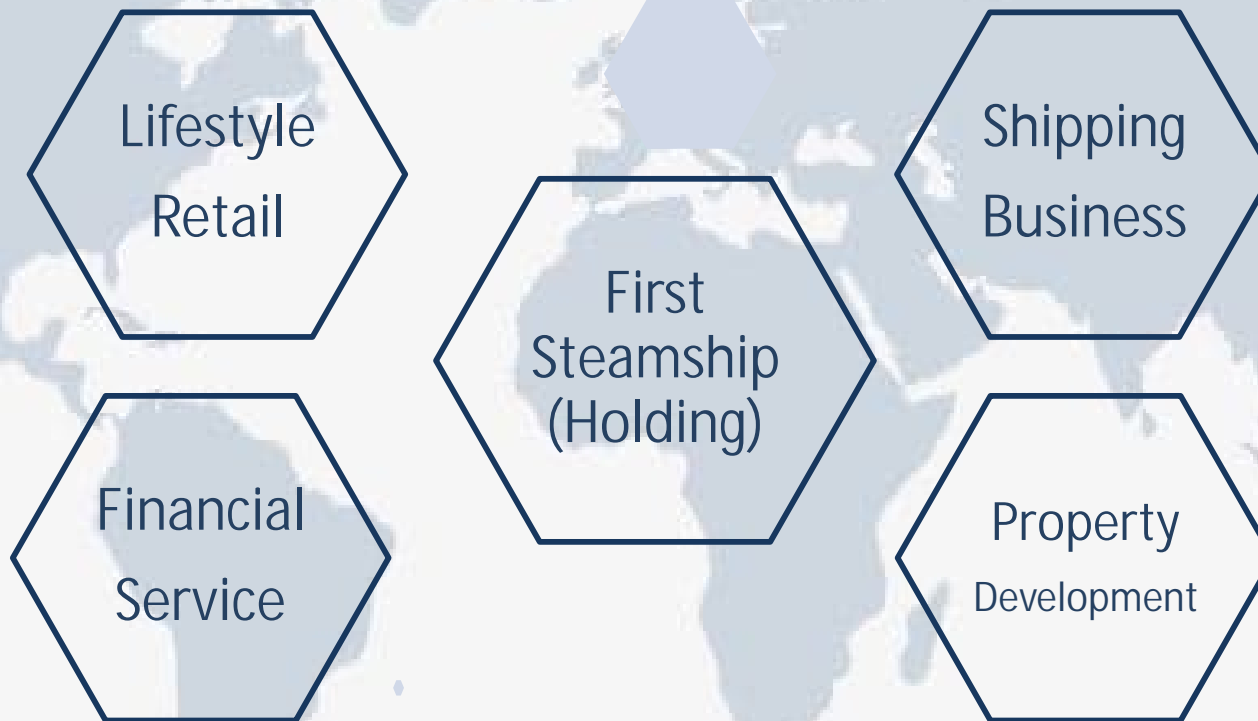 Lifestyle
Retail
Shipping
Business
First
Steamship
(Holding)
Financial
Service
Property
Development